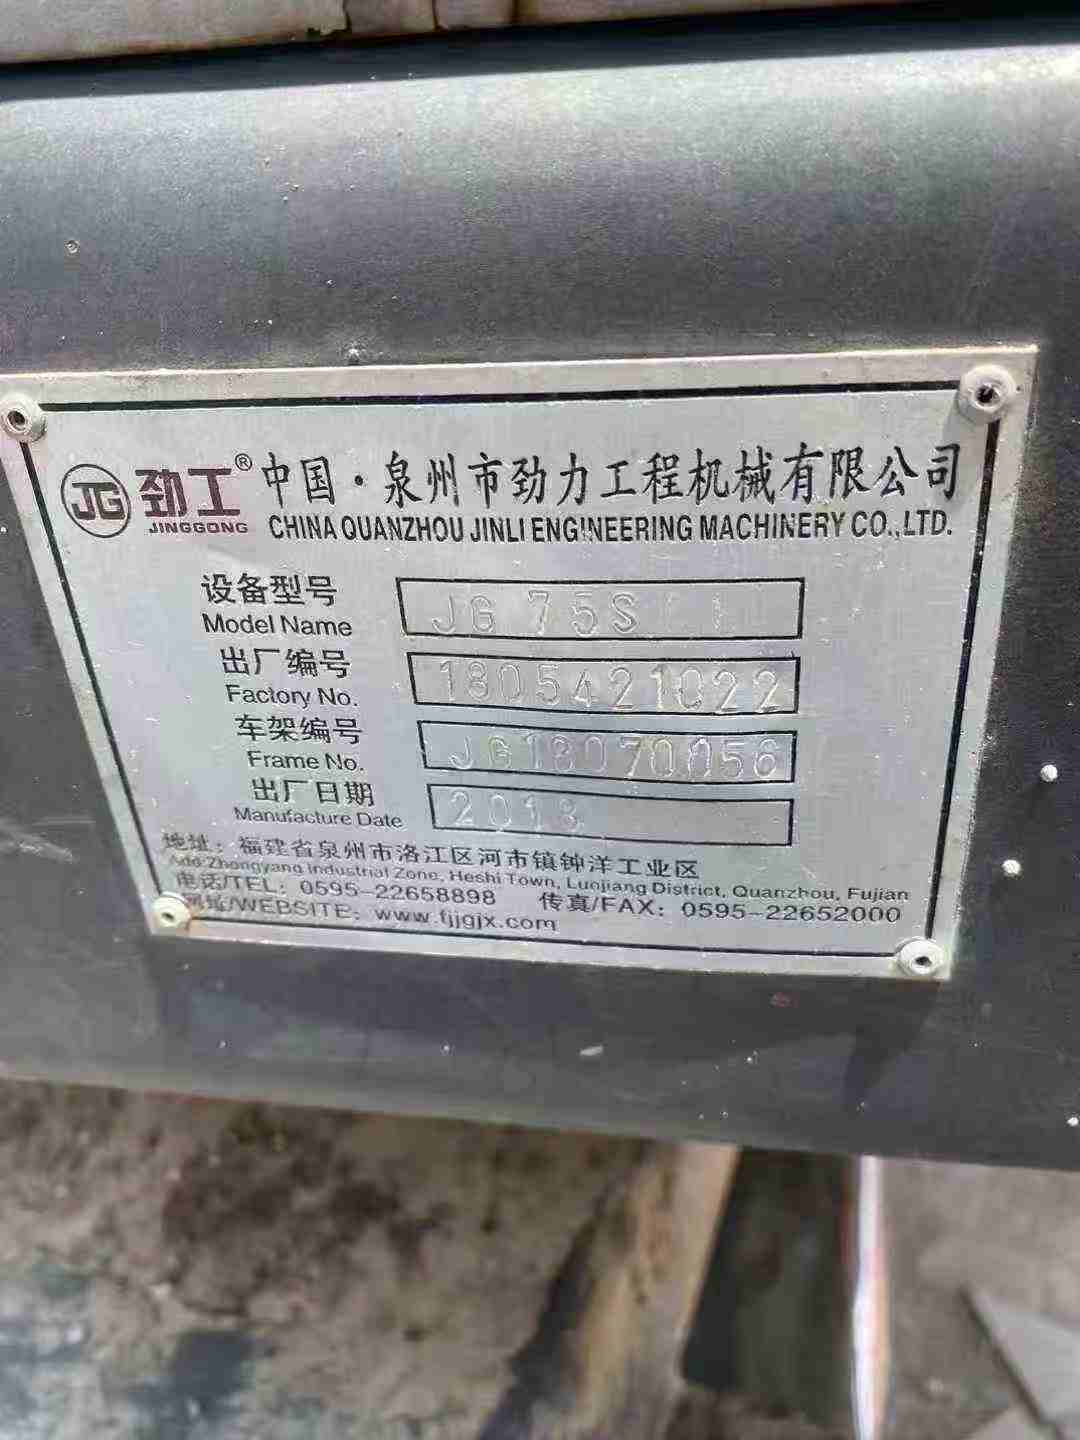 JG 劲工® 中国·泉州市劲力工程机械有限公司
JINGGONG CHINA QUANZHOU JINLI ENGINEERING MACHINERY CO.,LTD.
设备型号 JG 75S
Model Name
出厂编号 1805421022
Factory No.
车架编号 JG18070056
Frame No.
出厂日期 2018
Manufacture Date
地址：福建省泉州市洛江区河市镇钟洋工业区
Add:Zhongyang Industrial Zone, Heshi Town, Luojiang District, Quanzhou, Fujian
电话/TEL：0595-22658898 传真/FAX：0595-22652000
网址/WEBSITE：www.fjjgjx.com